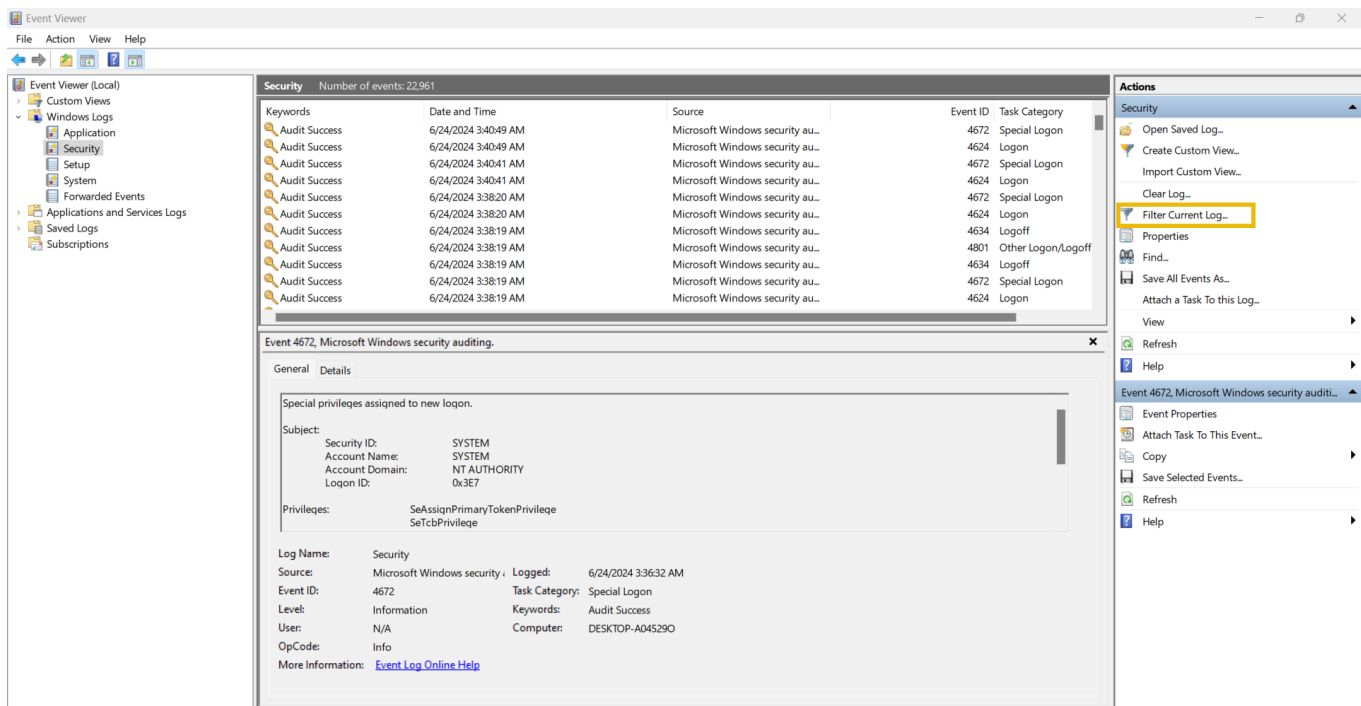 Event Viewer
File Action View Help
Event Viewer (Local)
Custom Views
Windows Logs
Application
Security
Setup
System
Forwarded Events
Applications and Services Logs
Saved Logs
Subscriptions
Security Number of events: 22,961
Keywords Date and Time Source Event ID Task Category
Audit Success 6/24/2024 3:40:49 AM Microsoft Windows security au... 4672 Special Logon
Audit Success 6/24/2024 3:40:49 AM Microsoft Windows security au... 4624 Logon
Audit Success 6/24/2024 3:40:41 AM Microsoft Windows security au... 4672 Special Logon
Audit Success 6/24/2024 3:40:41 AM Microsoft Windows security au... 4624 Logon
Audit Success 6/24/2024 3:38:20 AM Microsoft Windows security au... 4672 Special Logon
Audit Success 6/24/2024 3:38:20 AM Microsoft Windows security au... 4624 Logon
Audit Success 6/24/2024 3:38:19 AM Microsoft Windows security au... 4634 Logoff
Audit Success 6/24/2024 3:38:19 AM Microsoft Windows security au... 4801 Other Logon/Logoff
Audit Success 6/24/2024 3:38:19 AM Microsoft Windows security au... 4634 Logoff
Audit Success 6/24/2024 3:38:19 AM Microsoft Windows security au... 4672 Special Logon
Audit Success 6/24/2024 3:38:19 AM Microsoft Windows security au... 4624 Logon
Event 4672, Microsoft Windows security auditing.
General Details
Special privileges assigned to new logon.
Subject:
Security ID: SYSTEM
Account Name: SYSTEM
Account Domain: NT AUTHORITY
Logon ID: 0x3E7
Privileges: SeAssignPrimaryTokenPrivilege
SeTcbPrivilege
Log Name: Security
Source: Microsoft Windows security Logged: 6/24/2024 3:36:32 AM
Event ID: 4672 Task Category: Special Logon
Level: Information Keywords: Audit Success
User: N/A Computer: DESKTOP-A04529O
OpCode: Info
More Information: Event Log Online Help
Actions
Security
Open Saved Log...
Create Custom View...
Import Custom View...
Clear Log...
Filter Current Log...
Properties
Find...
Save All Events As...
Attach a Task To this Log...
View
Refresh
Help
Event 4672, Microsoft Windows security auditi...
Event Properties
Attach Task To This Event...
Copy
Save Selected Events...
Refresh
Help